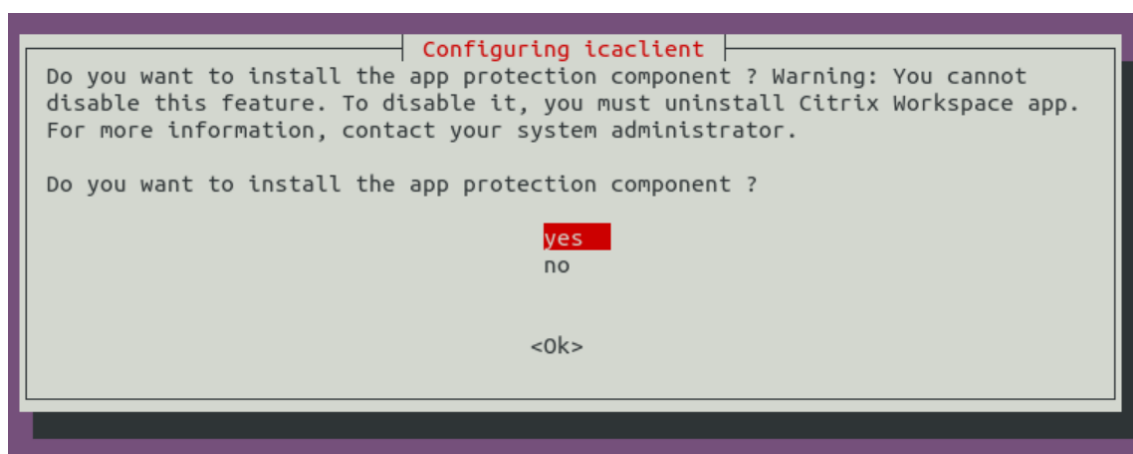 Configuring icaclient
Do you want to install the app protection component ? Warning: You cannot
disable this feature. To disable it, you must uninstall Citrix Workspace app.
For more information, contact your system administrator.
Do you want to install the app protection component ?
yes
no
<Ok>